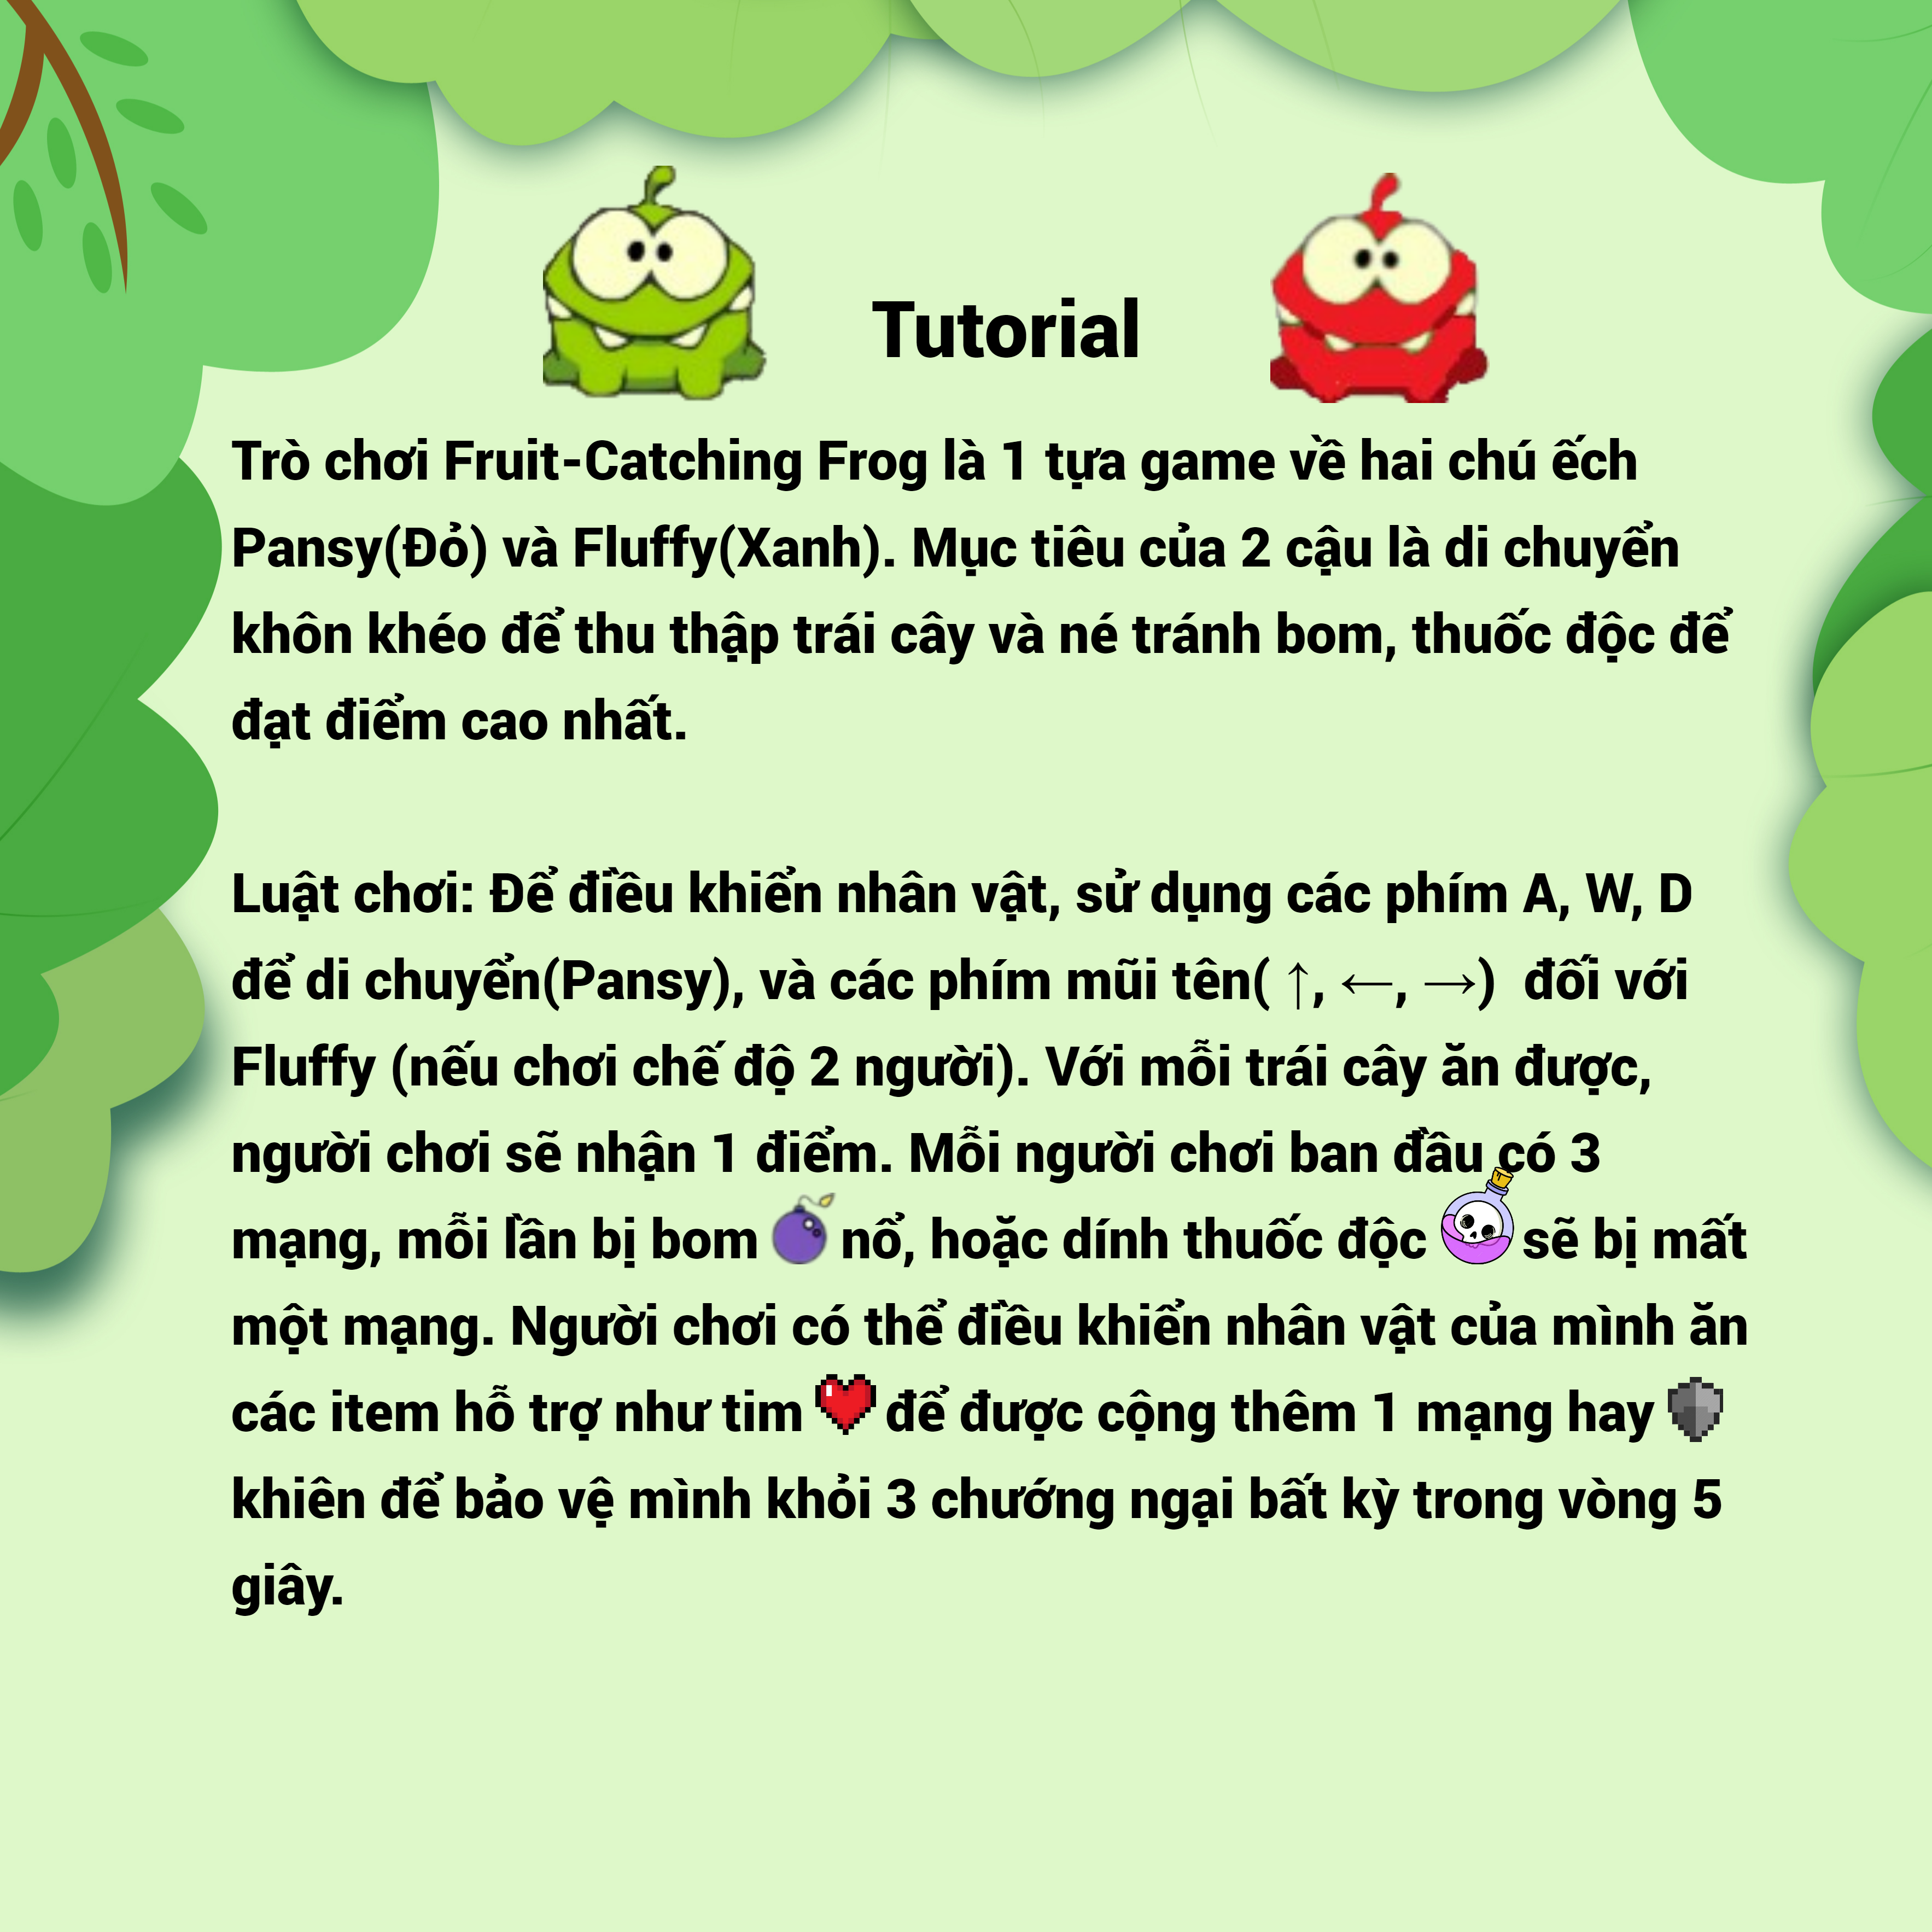 Tutorial
Trò chơi Fruit-Catching Frog là 1 tựa game về hai chú ếch
Pansy(Đỏ) và Fluffy(Xanh). Mục tiêu của 2 cậu là di chuyển
khôn khéo để thu thập trái cây và né tránh bom, thuốc độc để
đạt điểm cao nhất.
Luật chơi: Để điều khiển nhân vật, sử dụng các phím A, W, D
để di chuyển(Pansy), và các phím mũi tên( ↑, ←, →)  đối với
Fluffy (nếu chơi chế độ 2 người). Với mỗi trái cây ăn được,
người chơi sẽ nhận 1 điểm. Mỗi người chơi ban đầu có 3
mạng, mỗi lần bị bom nổ, hoặc dính thuốc độc sẽ bị mất
một mạng. Người chơi có thể điều khiển nhân vật của mình ăn
các item hỗ trợ như tim để được cộng thêm 1 mạng hay
khiên để bảo vệ mình khỏi 3 chướng ngại bất kỳ trong vòng 5
giây.